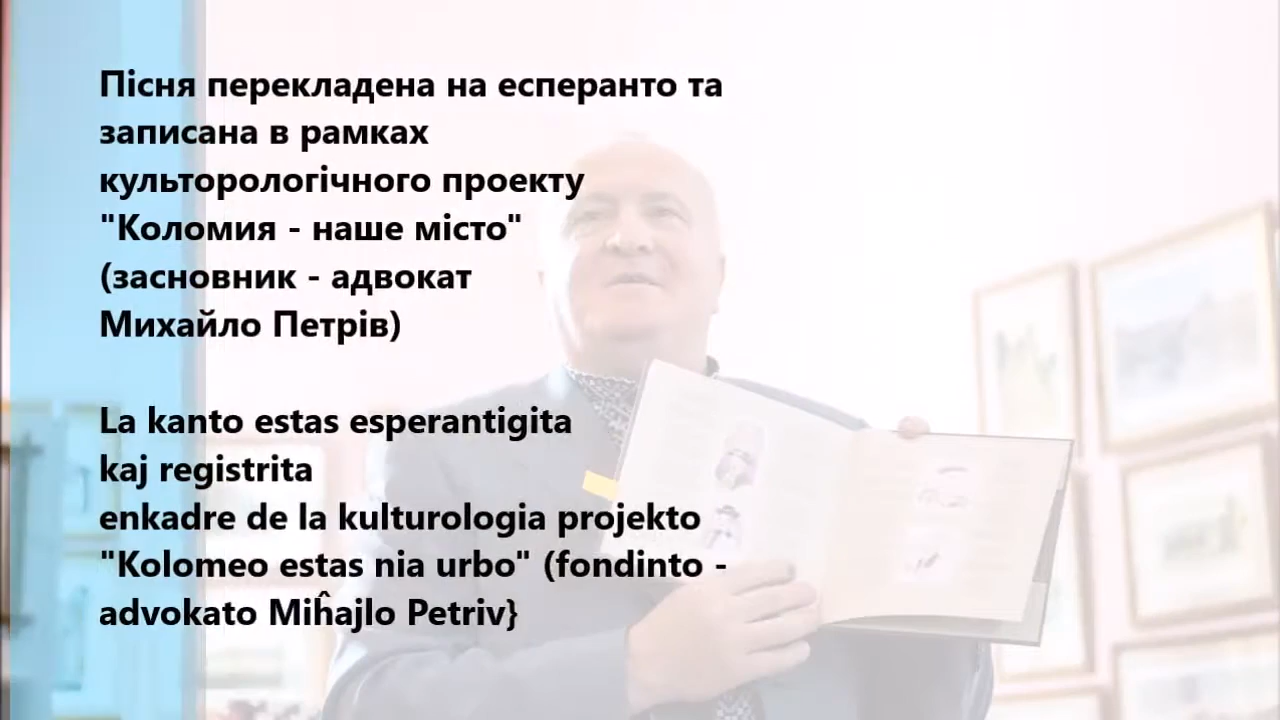 Пісня перекладена на есперанто та
записана в рамках
культорологічного проекту
"Коломия - наше місто"
(засновник - адвокат
Михайло Петрів)
La kanto estas esperantigita
kaj registrita
enkadre de la kulturologia projekto
"Kolomeo estas nia urbo" (fondinto -
advokato Miĥajlo Petriv}